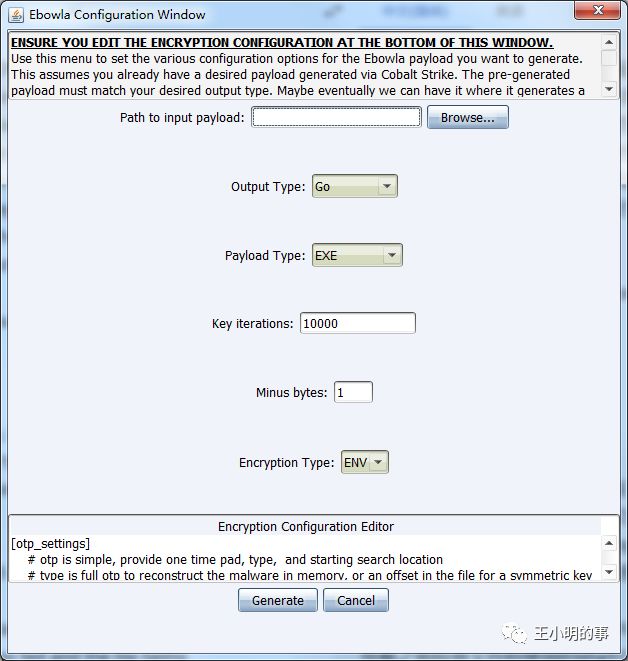 Ebowla Configuration Window
ENSURE YOU EDIT THE ENCRYPTION CONFIGURATION AT THE BOTTOM OF THIS WINDOW.
Use this menu to set the various configuration options for the Ebowla payload you want to generate.
This assumes you already have a desired payload generated via Cobalt Strike. The pre-generated
payload must match your desired output type. Maybe eventually we can have it where it generates a
Path to input payload: Browse...
Output Type: Go
Payload Type: EXE
Key iterations: 10000
Minus bytes: 1
Encryption Type: ENV
Encryption Configuration Editor
[otp_settings]
# otp is simple, provide one time pad, type, and starting search location
# type is full otp to reconstruct the malware in memory, or an offset in the file for a symmetric key
Generate Cancel
王小明的事